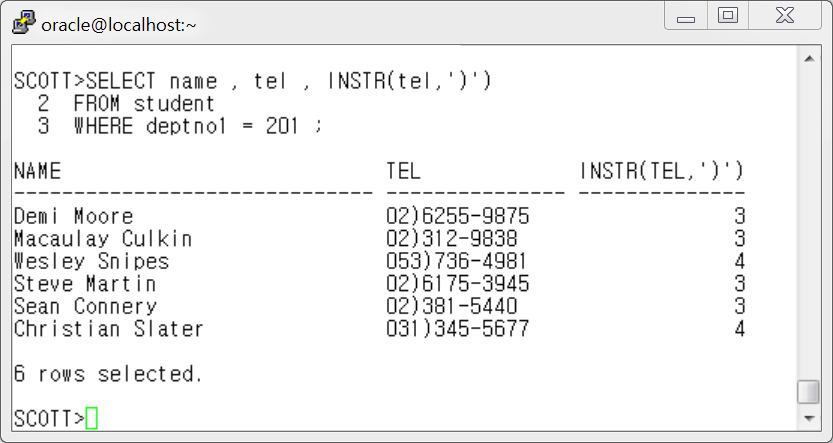 oracle@localhost:~
SCOTT>SELECT name , tel , INSTR(tel,')')
  2  FROM student
  3  WHERE deptno1 = 201 ;
NAME                           TEL             INSTR(TEL,')')
------------------------------ --------------- --------------
Demi Moore                     02)6255-9875                 3
Macaulay Culkin                02)312-9838                  3
Wesley Snipes                  053)736-4981                 4
Steve Martin                   02)6175-3945                 3
Sean Connery                   02)381-5440                  3
Christian Slater               031)345-5677                 4
6 rows selected.
SCOTT>